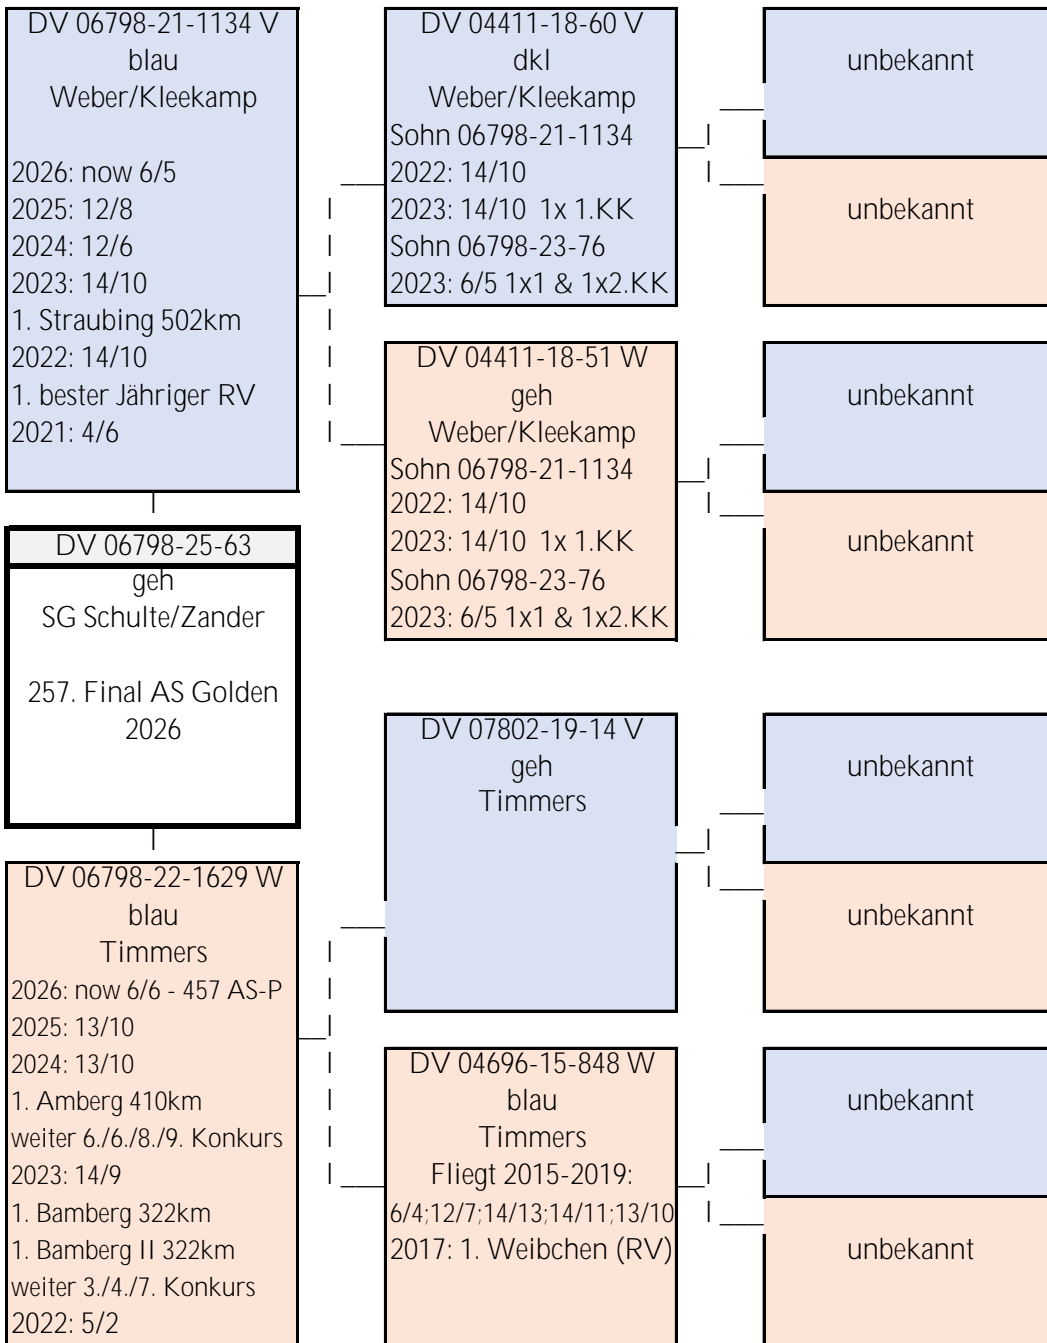 DV 06798-21-1134 V
blau
Weber/Kleekamp
2026: now 6/5
2025: 12/8
2024: 12/6
2023: 14/10
1. Straubing 502km
2022: 14/10
1. bester Jähriger RV
2021: 4/6
DV 06798-25-63
geh
SG Schulte/Zander
257. Final AS Golden
2026
DV 06798-22-1629 W
blau
Timmers
2026: now 6/6 - 457 AS-P
2025: 13/10
2024: 13/10
1. Amberg 410km
weiter 6./6./8./9. Konkurs
2023: 14/9
1. Bamberg 322km
1. Bamberg II 322km
weiter 3./4./7. Konkurs
2022: 5/2
DV 04411-18-60 V
dkl
Weber/Kleekamp
Sohn 06798-21-1134
2022: 14/10
2023: 14/10 1x 1.KK
Sohn 06798-23-76
2023: 6/5 1x1 & 1x2.KK
DV 04411-18-51 W
geh
Weber/Kleekamp
Sohn 06798-21-1134
2022: 14/10
2023: 14/10 1x 1.KK
Sohn 06798-23-76
2023: 6/5 1x1 & 1x2.KK
DV 07802-19-14 V
geh
Timmers
DV 04696-15-848 W
blau
Timmers
Fliegt 2015-2019:
6/4;12/7;14/13;14/11;13/10
2017: 1. Weibchen (RV)
unbekannt
unbekannt
unbekannt
unbekannt
unbekannt
unbekannt
unbekannt
unbekannt